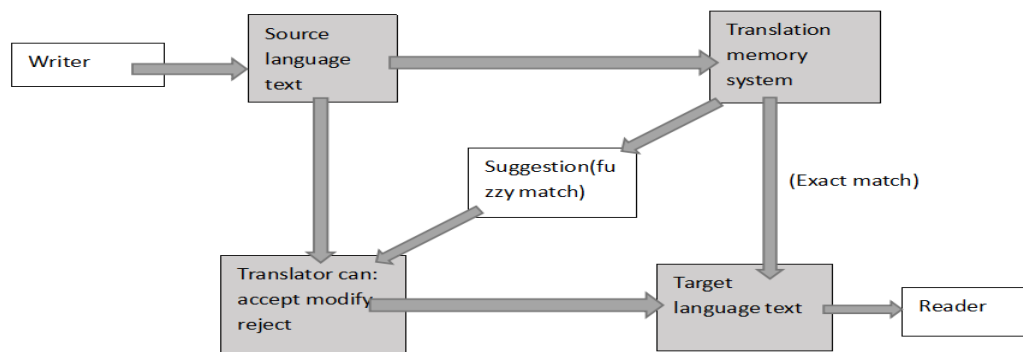 Writer
Source
language
text
Translation
memory
system
Suggestion(fu
zzy match)
(Exact match)
Translator can:
accept modify
reject
Target
language text
Reader